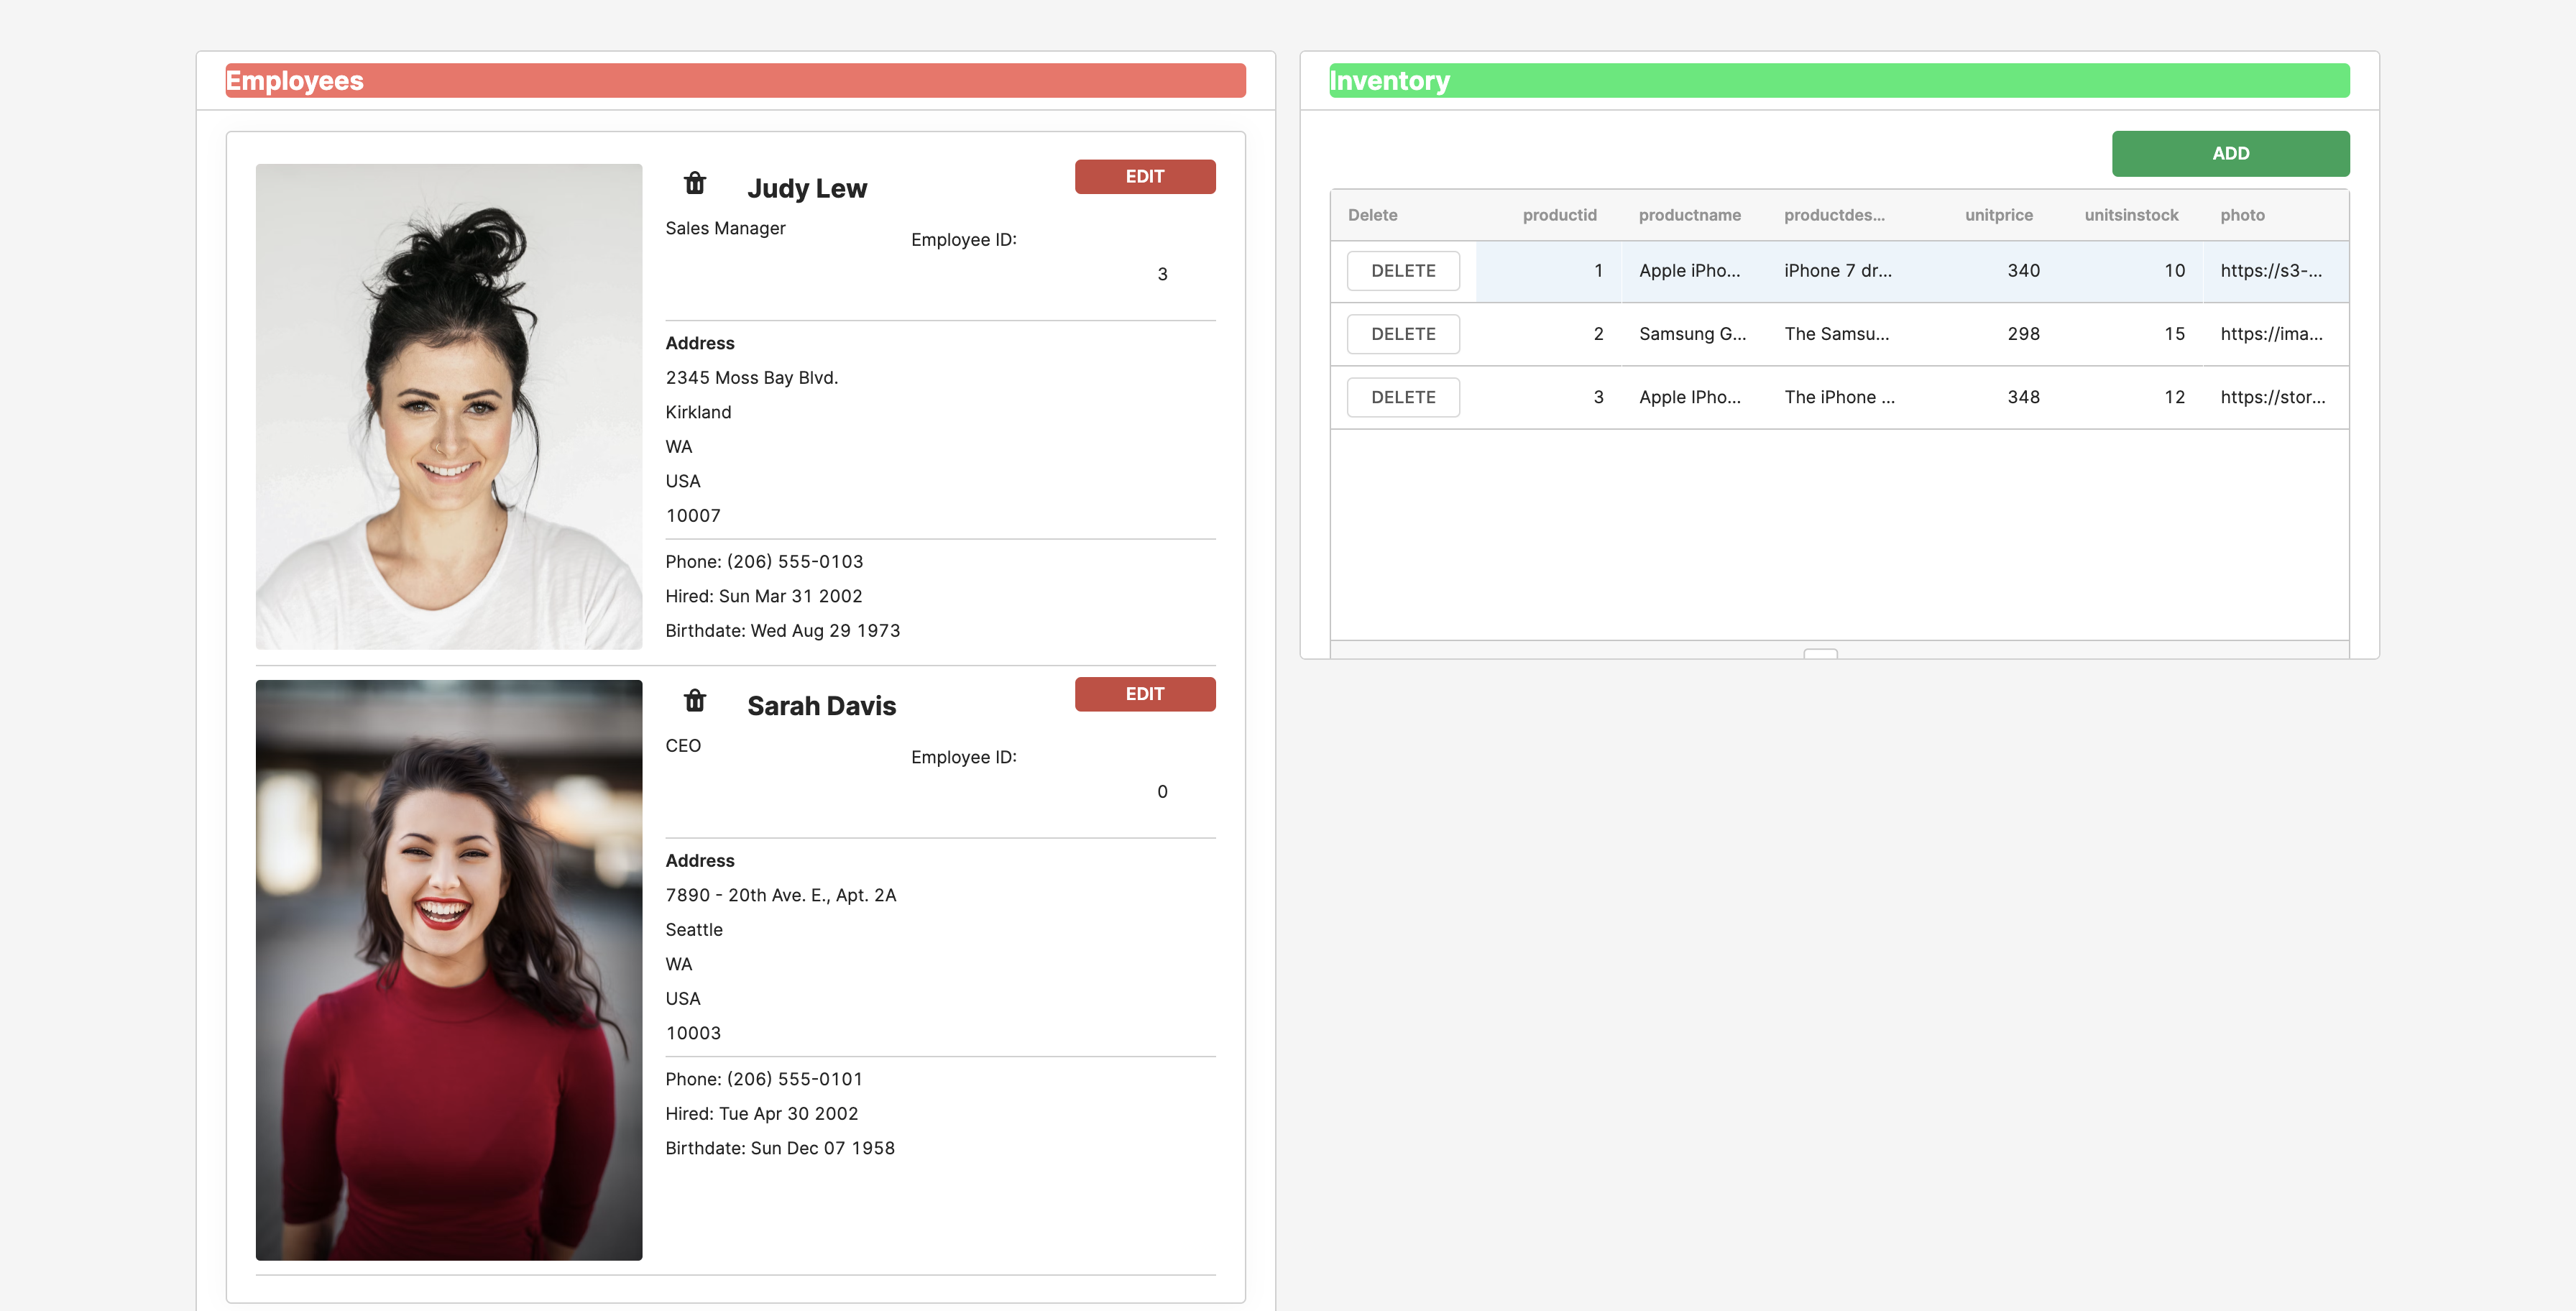 Employees
Judy Lew
EDIT
Sales Manager
Employee ID:
3
Address
2345 Moss Bay Blvd.
Kirkland
WA
USA
10007
Phone: (206) 555-0103
Hired: Sun Mar 31 2002
Birthdate: Wed Aug 29 1973
Sarah Davis
EDIT
CEO
Employee ID:
0
Address
7890 - 20th Ave. E., Apt. 2A
Seattle
WA
USA
10003
Phone: (206) 555-0101
Hired: Tue Apr 30 2002
Birthdate: Sun Dec 07 1958
Inventory
ADD
Delete productid productname productdes... unitprice unitsinstock photo
DELETE 1 Apple iPho... iPhone 7 dr... 340 10 https://s3-...
DELETE 2 Samsung G... The Samsu... 298 15 https://ima...
DELETE 3 Apple IPho... The iPhone ... 348 12 https://stor...